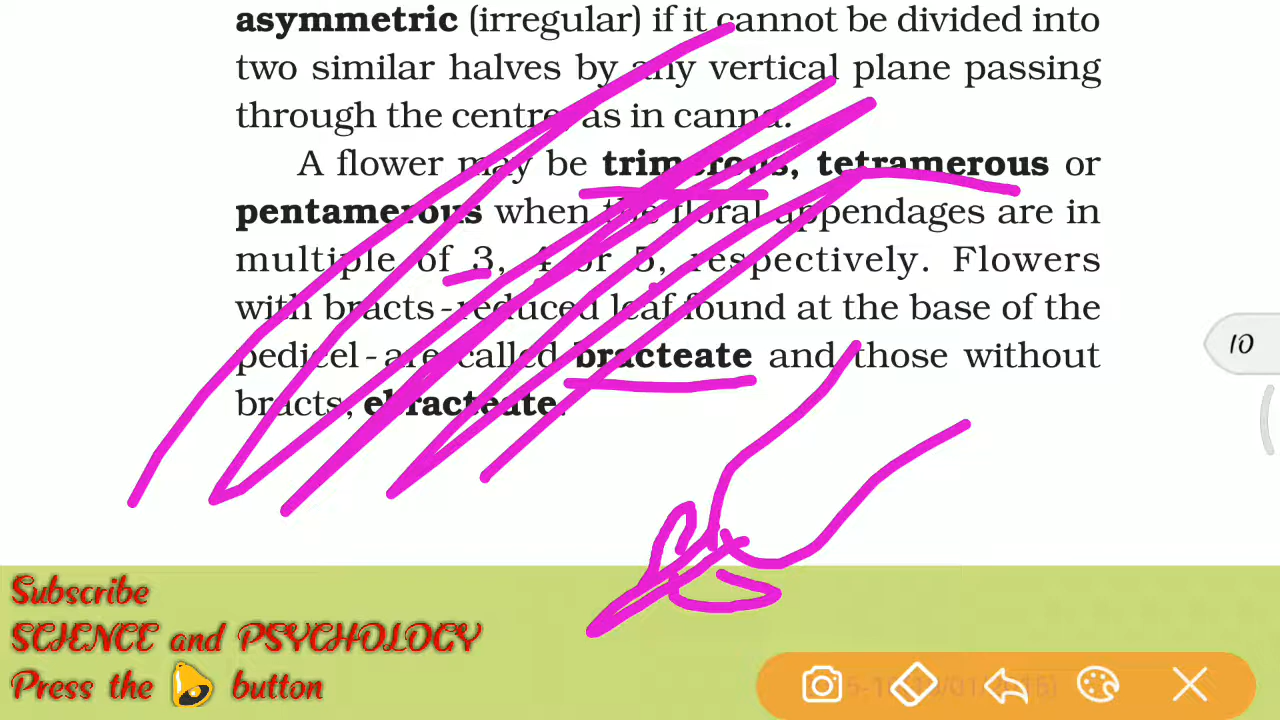 asymmetric (irregular) if it cannot be divided into
two similar halves by any vertical plane passing
through the centre, as in canna.
A flower may be trimerous, tetramerous or
pentamerous when the floral appendages are in
multiple of 3, 4 or 5, respectively. Flowers
with bracts - reduced leaf found at the base of the
pedicel - are called bracteate and those without
bracts, ebracteate.
10
Subscribe
SCIENCE and PSYCHOLOGY
Press the button